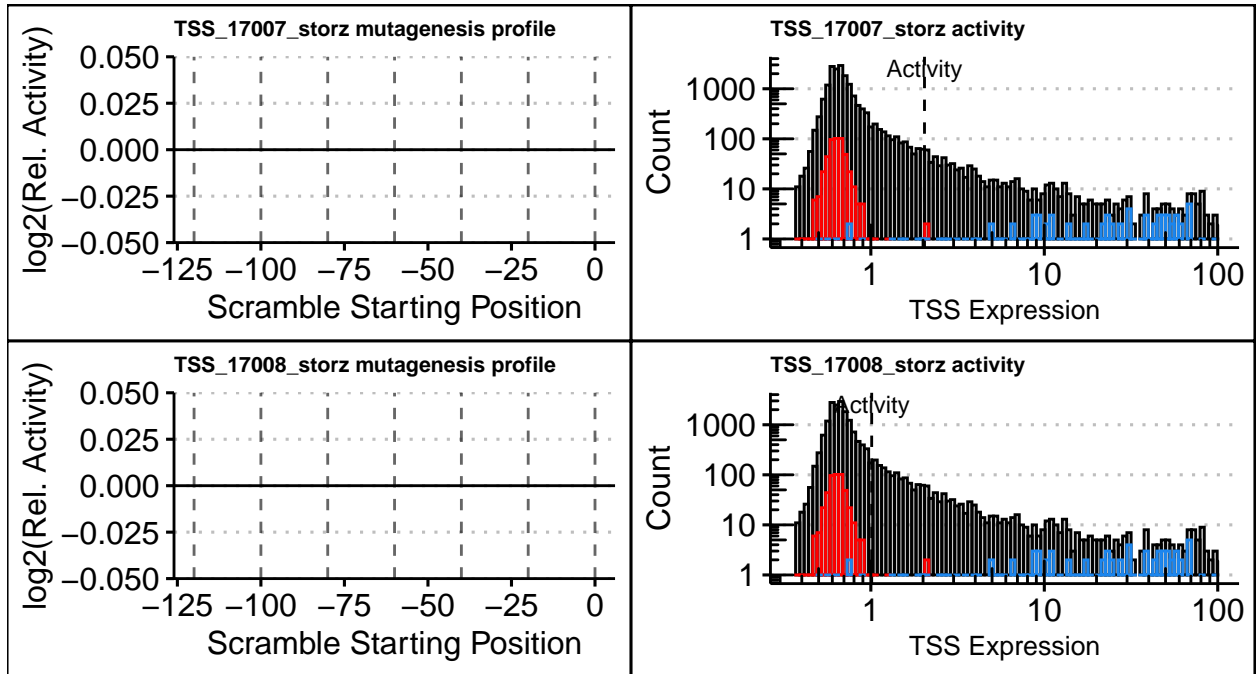 TSS_17007_storz mutagenesis profile
log2(Rel. Activity)
0.050
0.025
0.000
−0.025
−0.050
−125 −100 −75 −50 −25 0
Scramble Starting Position
TSS_17007_storz activity
Activity
Count
1000
100
10
1
1 10 100
TSS Expression
TSS_17008_storz mutagenesis profile
log2(Rel. Activity)
0.050
0.025
0.000
−0.025
−0.050
−125 −100 −75 −50 −25 0
Scramble Starting Position
TSS_17008_storz activity
Activity
Count
1000
100
10
1
1 10 100
TSS Expression